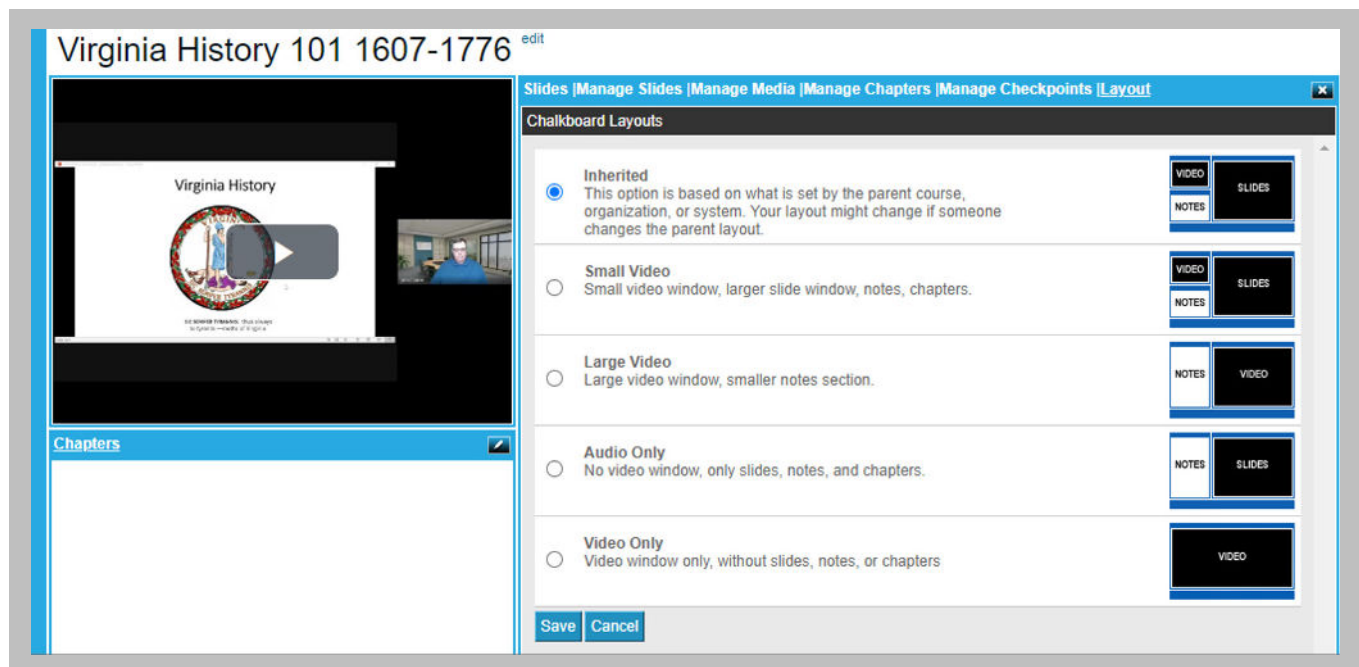 Virginia History 101 1607-1776 edit
Slides |Manage Slides |Manage Media |Manage Chapters |Manage Checkpoints |Layout
Chalkboard Layouts
Virginia History
Chapters
Inherited
This option is based on what is set by the parent course,
organization, or system. Your layout might change if someone
changes the parent layout.
VIDEO
NOTES
SLIDES
Small Video
Small video window, larger slide window, notes, chapters.
VIDEO
NOTES
SLIDES
Large Video
Large video window, smaller notes section.
NOTES
VIDEO
Audio Only
No video window, only slides, notes, and chapters.
NOTES
SLIDES
Video Only
Video window only, without slides, notes, or chapters
VIDEO
Save
Cancel